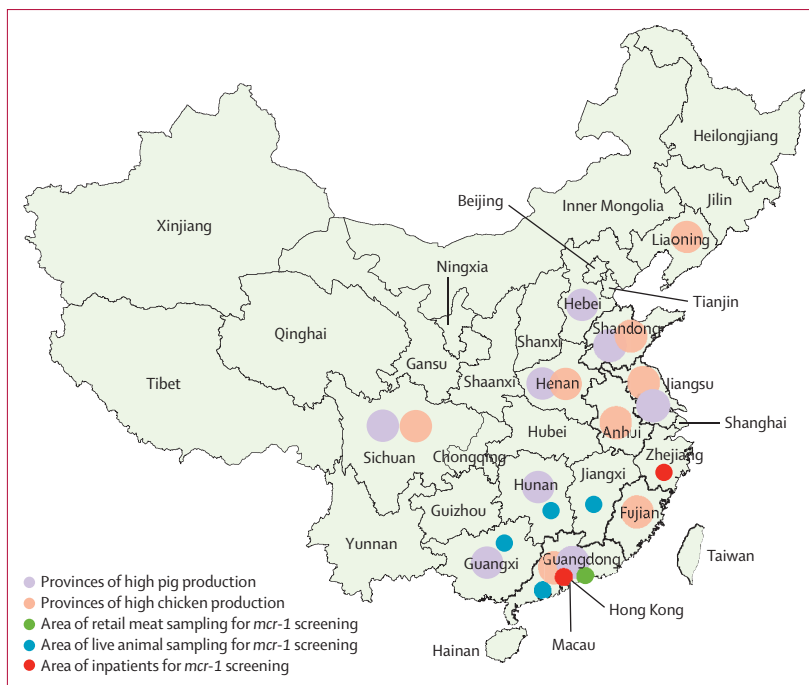 Heilongjiang
Jilin
Inner Mongolia
Beijing
Liaoning
Xinjiang
Ningxia
Tianjin
Hebei
Shandong
Qinghai
Shanxi
Gansu
Tibet
Shaanxi
Henan
Jiangsu
Shanghai
Anhui
Hubei
Sichuan
Chongqing
Zhejiang
Jiangxi
Hunan
Guizhou
Fujian
Yunnan
Guangxi
Guangdong
Taiwan
Hong Kong
Macau
Hainan
Provinces of high pig production
Provinces of high chicken production
Area of retail meat sampling for mcr-1 screening
Area of live animal sampling for mcr-1 screening
Area of inpatients for mcr-1 screening